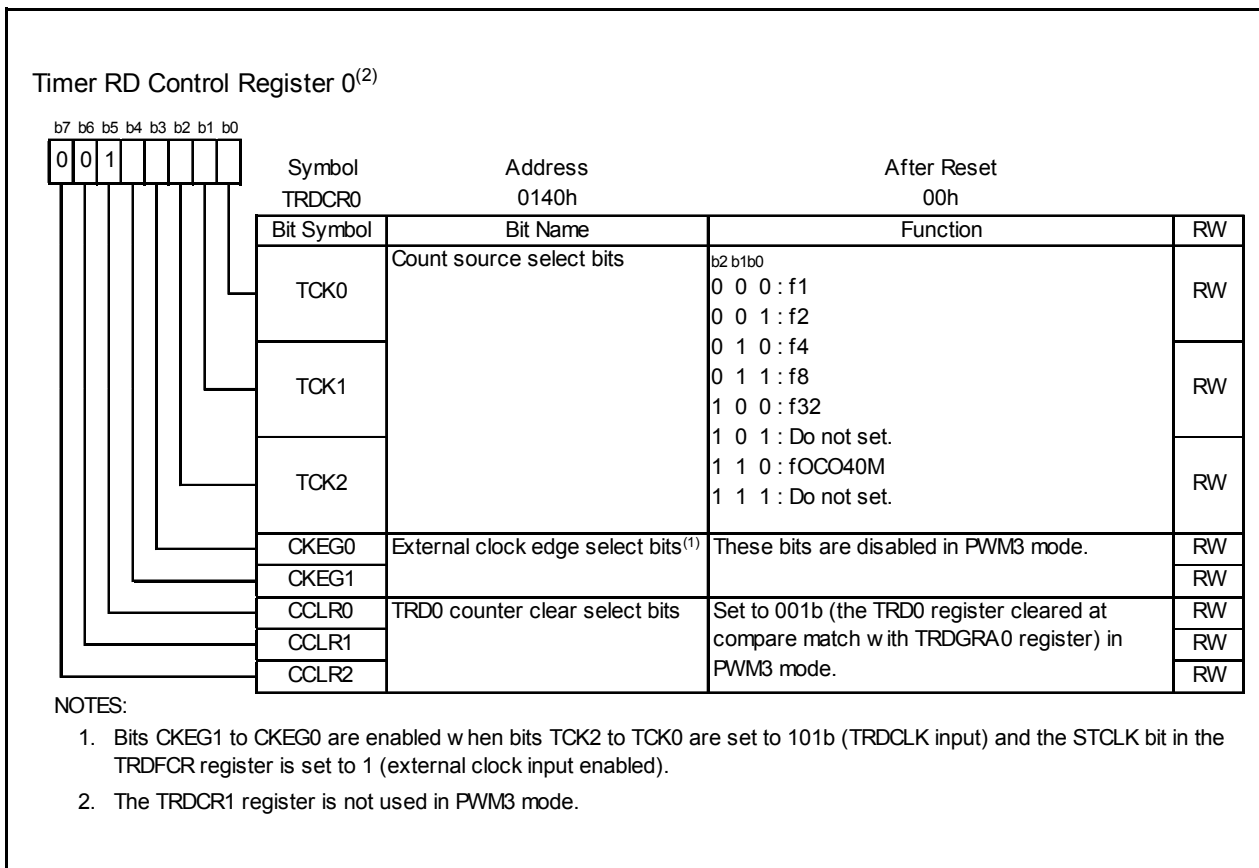 Timer RD Control Register 0(2)
b7 b6 b5 b4 b3 b2 b1 b0
0 0 1
Symbol Address After Reset
TRDCR0 0140h 00h
Bit Symbol Bit Name Function RW
TCK0 Count source select bits b2 b1b0 RW
0 0 0 : f1
0 0 1 : f2
TCK1 0 1 0 : f4 RW
0 1 1 : f8
1 0 0 : f32
TCK2 1 0 1 : Do not set. RW
1 1 0 : fOCO40M
1 1 1 : Do not set.
CKEG0 External clock edge select bits(1) These bits are disabled in PWM3 mode. RW
CKEG1 RW
CCLR0 TRD0 counter clear select bits Set to 001b (the TRD0 register cleared at RW
CCLR1 compare match with TRDGRA0 register) in RW
CCLR2 PWM3 mode. RW
NOTES:
1. Bits CKEG1 to CKEG0 are enabled when bits TCK2 to TCK0 are set to 101b (TRDCLK input) and the STCLK bit in the
TRDFCR register is set to 1 (external clock input enabled).
2. The TRDCR1 register is not used in PWM3 mode.